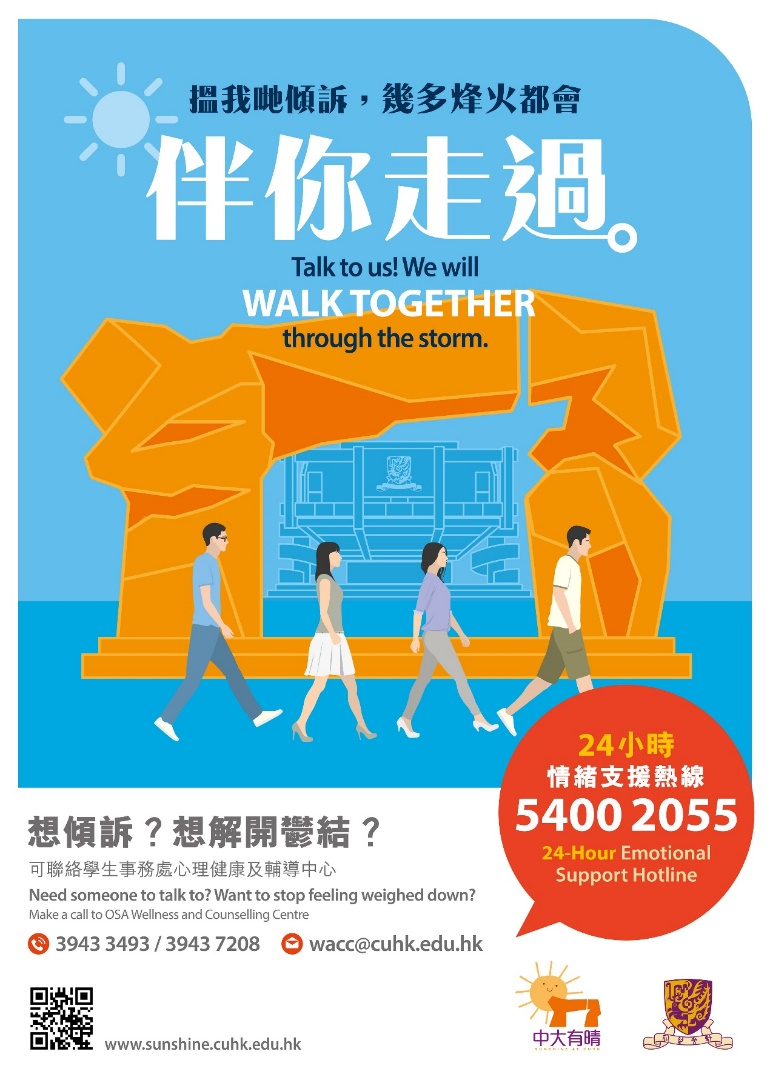 搵我哋傾訴，幾多烽火都會
伴你走過。
Talk to us! We will
WALK TOGETHER
through the storm.
24小時
情緒支援熱線
5400 2055
24-Hour Emotional
Support Hotline
想傾訴？想解開鬱結？
可聯絡學生事務處心理健康及輔導中心
Need someone to talk to? Want to stop feeling weighed down?
Make a call to OSA Wellness and Counselling Centre
3943 3493 / 3943 7208 wacc@cuhk.edu.hk
www.sunshine.cuhk.edu.hk
中大有晴
SUNSHINE AT CUHK